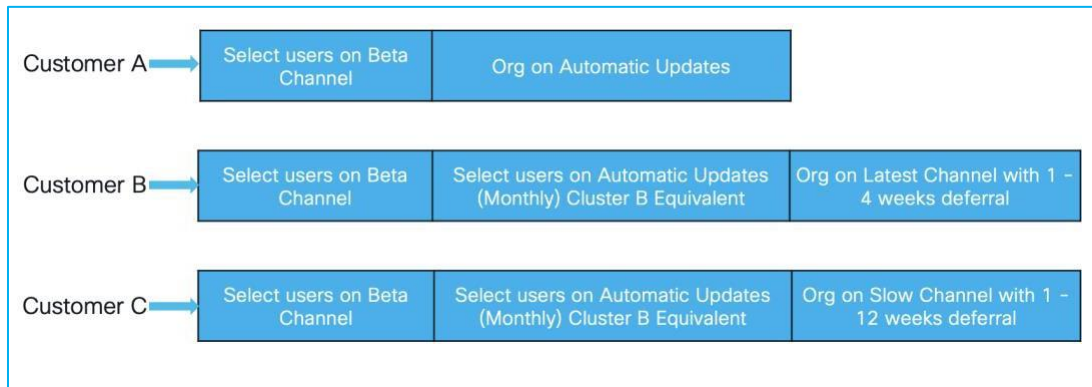 Customer A
Select users on Beta
Channel
Org on Automatic Updates
Customer B
Select users on Beta
Channel
Select users on Automatic Updates
(Monthly) Cluster B Equivalent
Org on Latest Channel with 1 –
4 weeks deferral
Customer C
Select users on Beta
Channel
Select users on Automatic Updates
(Monthly) Cluster B Equivalent
Org on Slow Channel with 1 –
12 weeks deferral